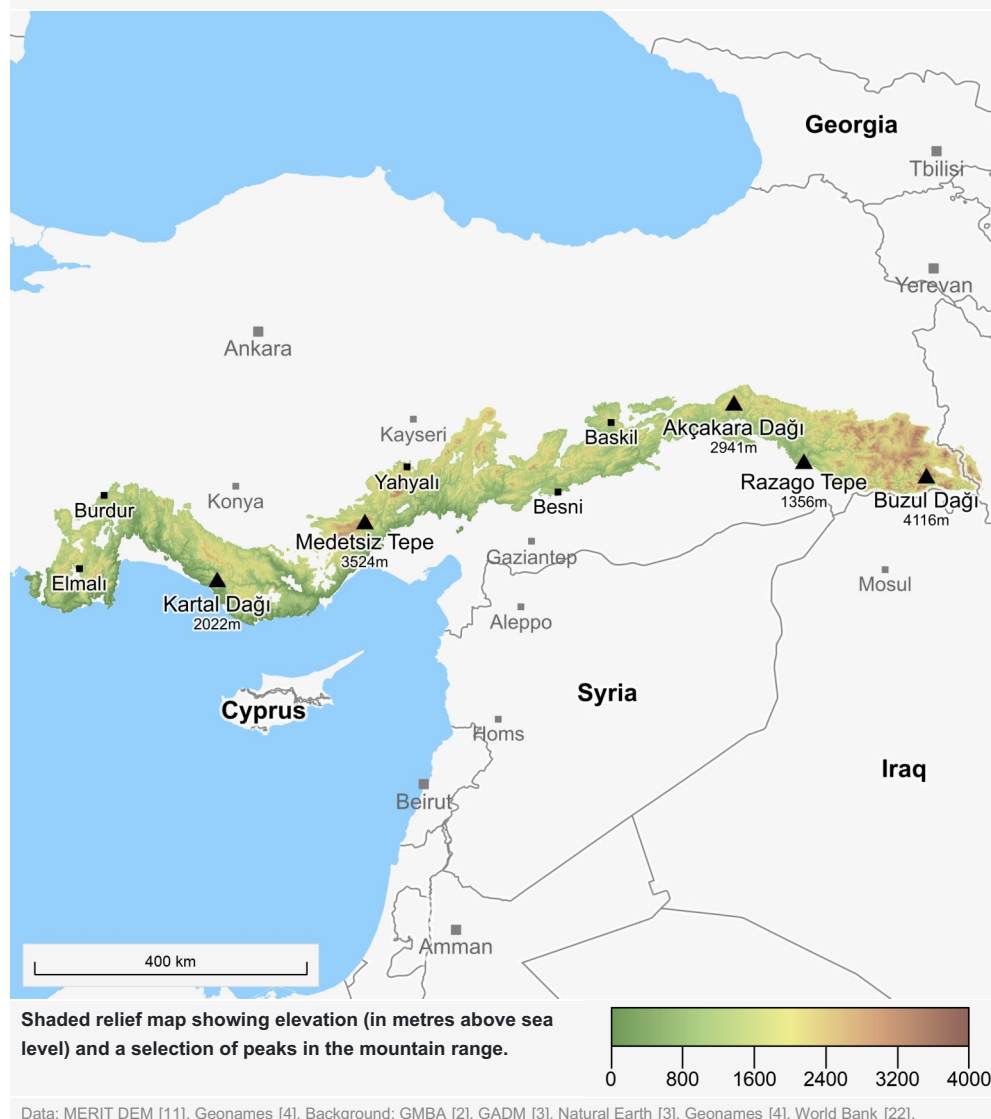 Georgia
Tbilisi
Yerevan
Ankara
Kayseri
Baskil
Akçakara Dağı
2941m
Yahyalı
Razago Tepe
1356m
Buzul Dağı
4116m
Konya
Burdur
Besni
Medetsiz Tepe
3524m
Gaziantep
Elmalı
Mosul
Kartal Dağı
2022m
Aleppo
Syria
Cyprus
Homs
Iraq
Beirut
Amman
400 km
Shaded relief map showing elevation (in metres above sea
level) and a selection of peaks in the mountain range.
0 800 1600 2400 3200 4000
Data: MERIT DEM [11], Geonames [4], Background: GMBA [2], GADM [3], Natural Earth [3], Geonames [4], World Bank [22].